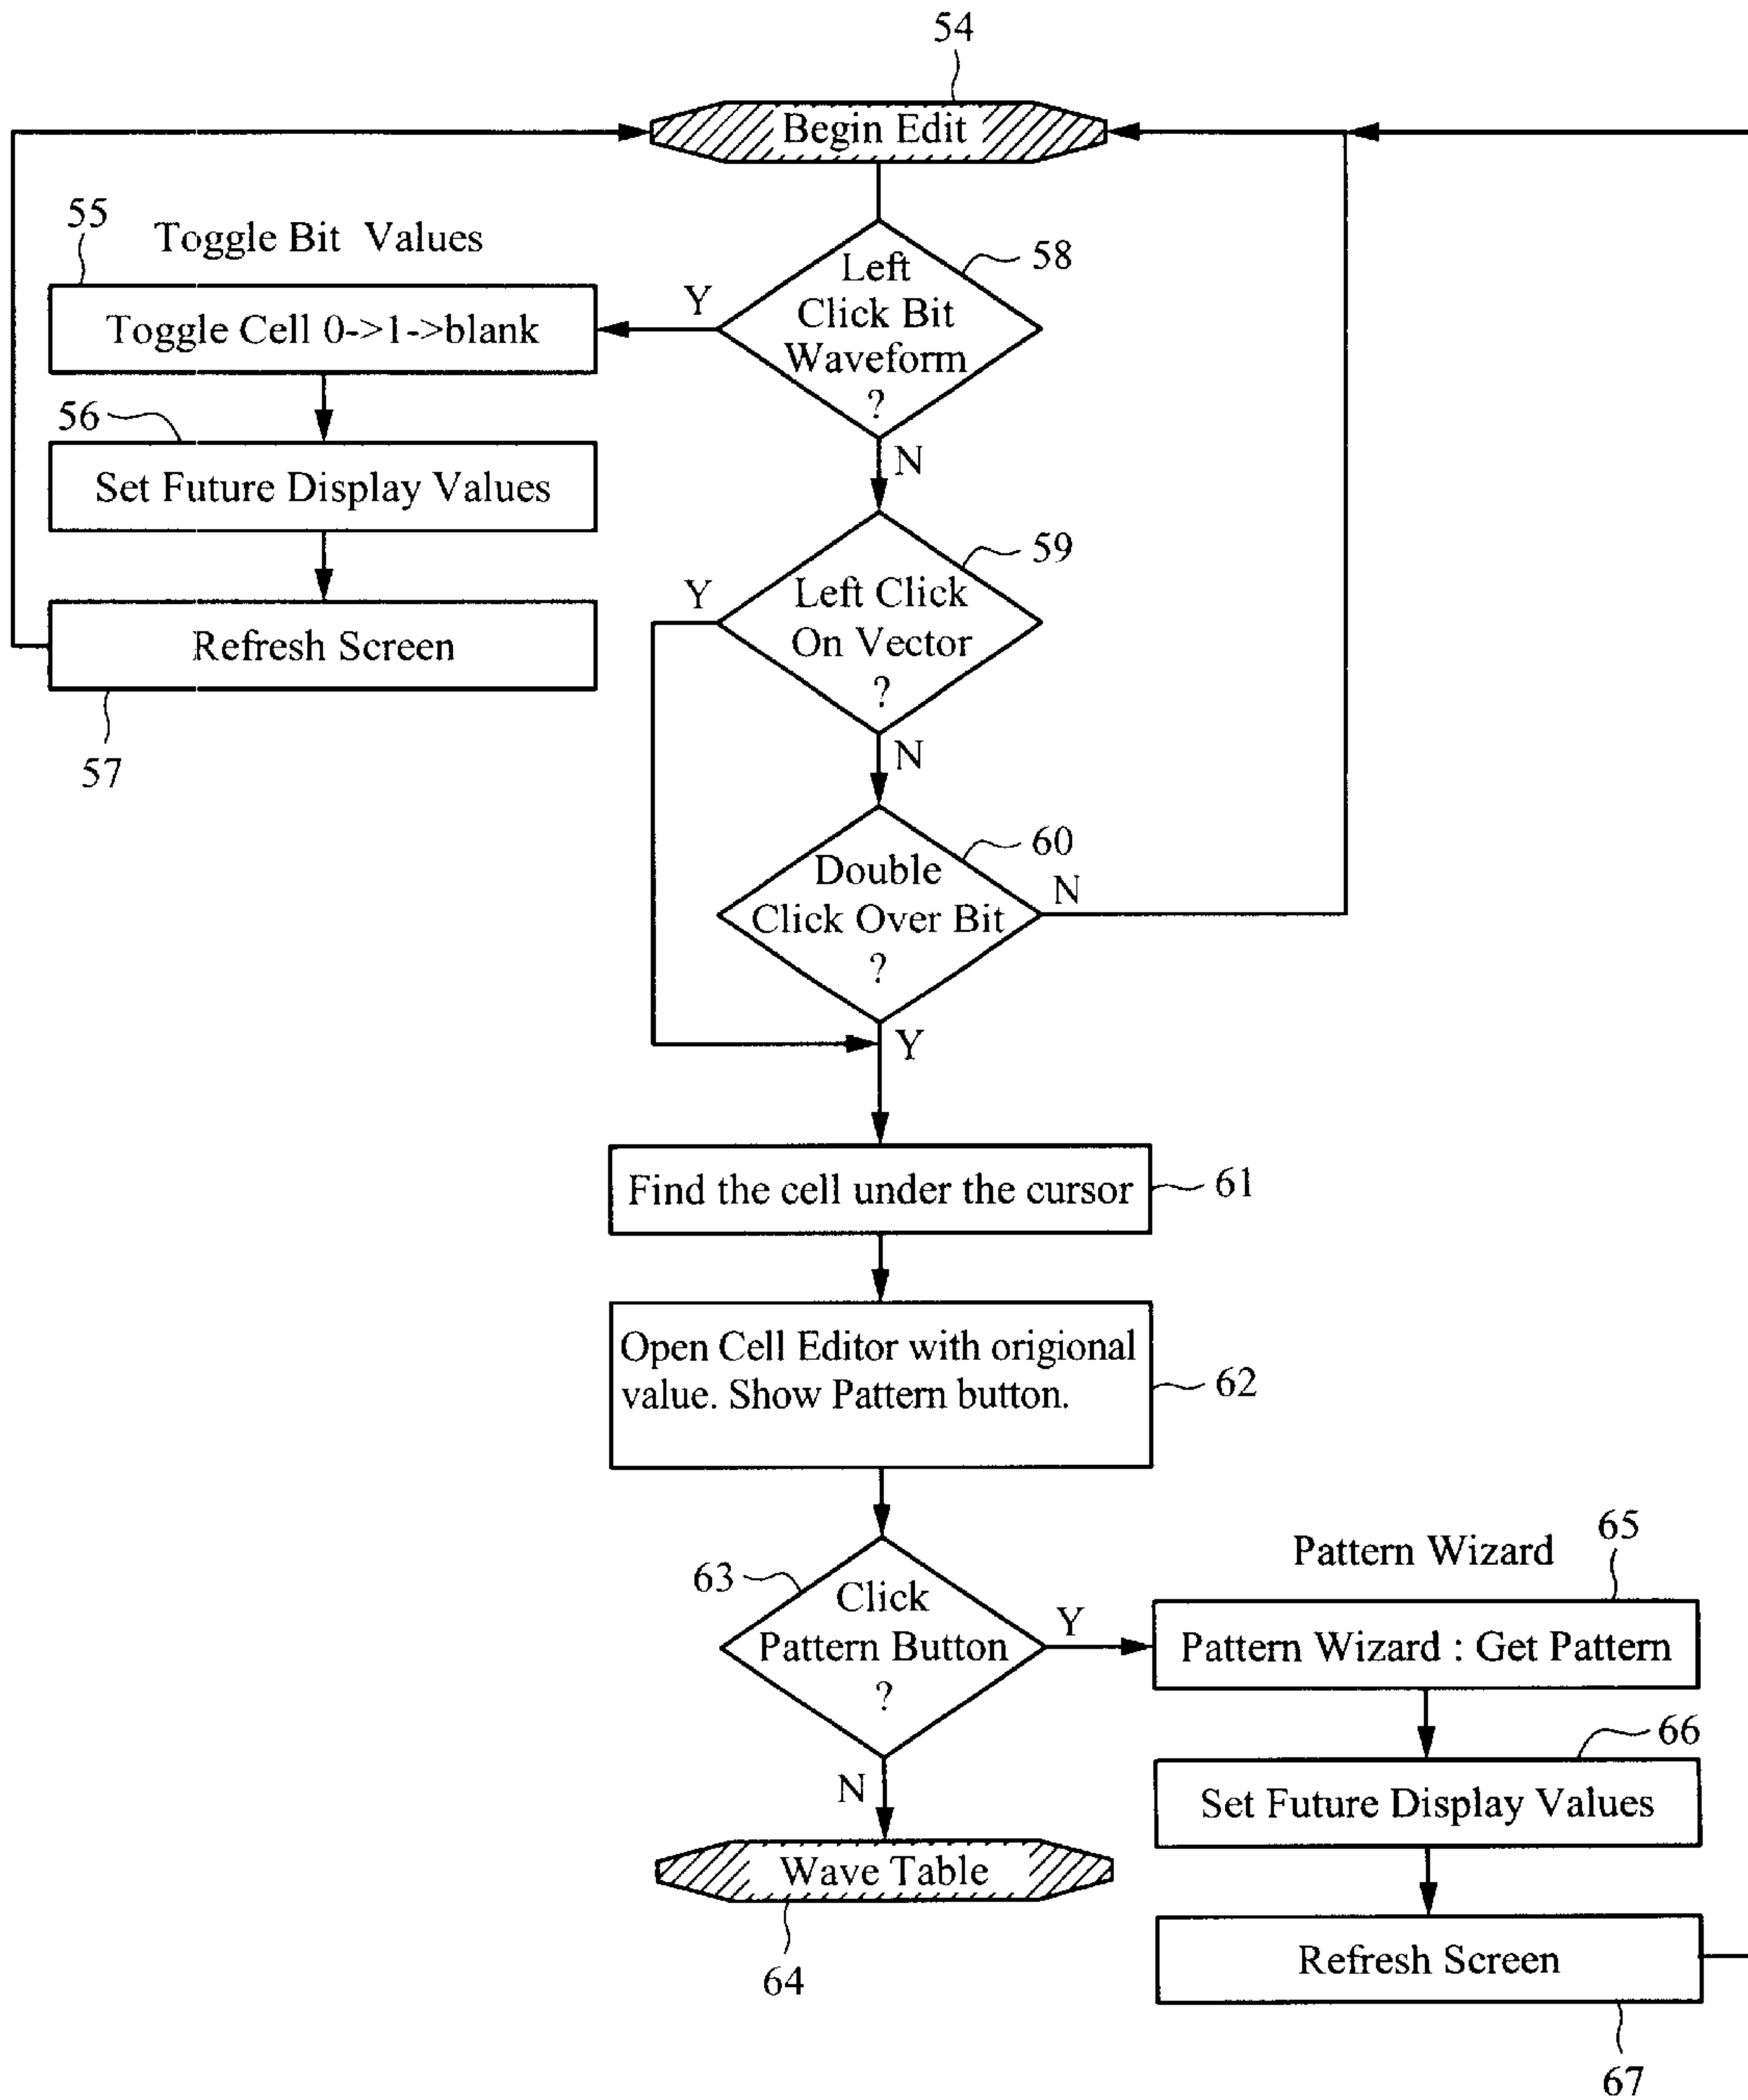 54
Begin Edit
55
Toggle Bit Values
Toggle Cell 0->1->blank
56
Set Future Display Values
Refresh Screen
57
58
Left
Click Bit
Waveform
?
Y
N
59
Left Click
On Vector
?
Y
N
60
Double
Click Over Bit
?
N
Y
Find the cell under the cursor
61
Open Cell Editor with origional
value. Show Pattern button.
62
63
Click
Pattern Button
?
Y
N
Wave Table
64
Pattern Wizard
65
Pattern Wizard : Get Pattern
66
Set Future Display Values
Refresh Screen
67